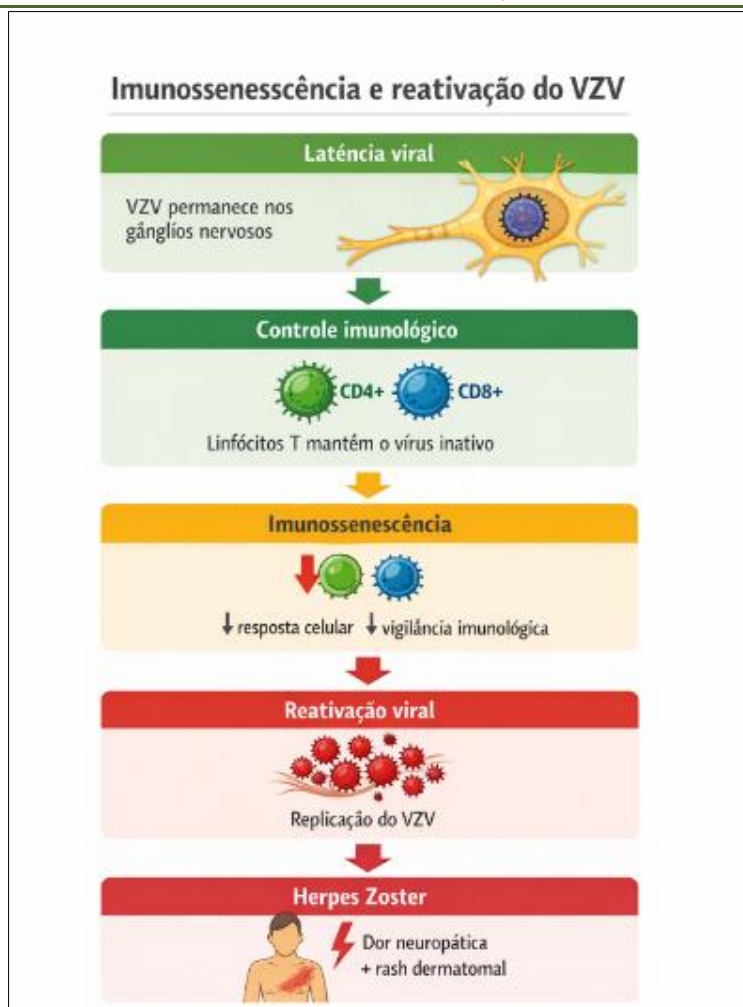 Imunossenesscência e reativação do VZV
Laténcia viral
VZV permanece nos
gânglios nervosos
Controle imunológico
CD4+ CD8+
Linfócitos T mantêm o vírus inativo
Imunossenescência
↓ resposta celular ↓ vigilância imunológica
Reativação viral
Replicação do VZV
Herpes Zoster
Dor neuropática
+ rash dermatomal